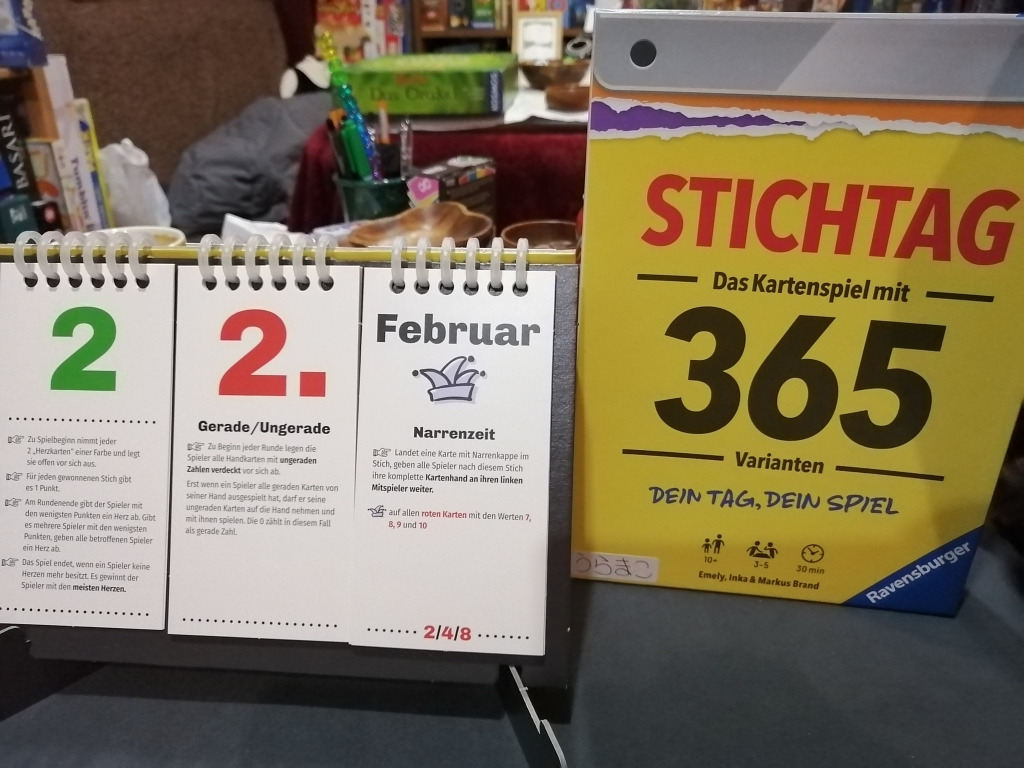 2
☞ Zu Spielbeginn nimmt jeder
2 „Herzkarten" einer Farbe und legt
sie offen vor sich aus.
☞ Für jeden gewonnenen Stich gibt
es 1 Punkt.
☞ Am Rundenende gibt der Spieler mit
den wenigsten Punkten ein Herz ab. Gibt
es mehrere Spieler mit den wenigsten
Punkten, geben alle betroffenen Spieler
ein Herz ab.
☞ Das Spiel endet, wenn ein Spieler keine
Herzen mehr besitzt. Es gewinnt der
Spieler mit den meisten Herzen.
2.
Gerade/Ungerade
☞ Zu Beginn jeder Runde legen die
Spieler alle Handkarten mit ungeraden
Zahlen verdeckt vor sich ab.
Erst wenn ein Spieler alle geraden Karten von
seiner Hand ausgespielt hat, darf er seine
ungeraden Karten auf die Hand nehmen und
mit ihnen spielen. Die 0 zählt in diesem Fall
als gerade Zahl.
Februar
Narrenzeit
☞ Landet eine Karte mit Narrenkappe im
Stich, geben alle Spieler nach diesem Stich
ihre komplette Kartenhand an ihren linken
Mitspieler weiter.
☞ auf allen roten Karten mit den Werten 7,
8, 9 und 10
2/4/8
STICHTAG
Das Kartenspiel mit
365
Varianten
DEIN TAG, DEIN SPIEL
10+
3-5
30 min
Emely, Inka & Markus Brand
Ravensburger
うらまこ
BASARI
Das Orakel
KOSMOS